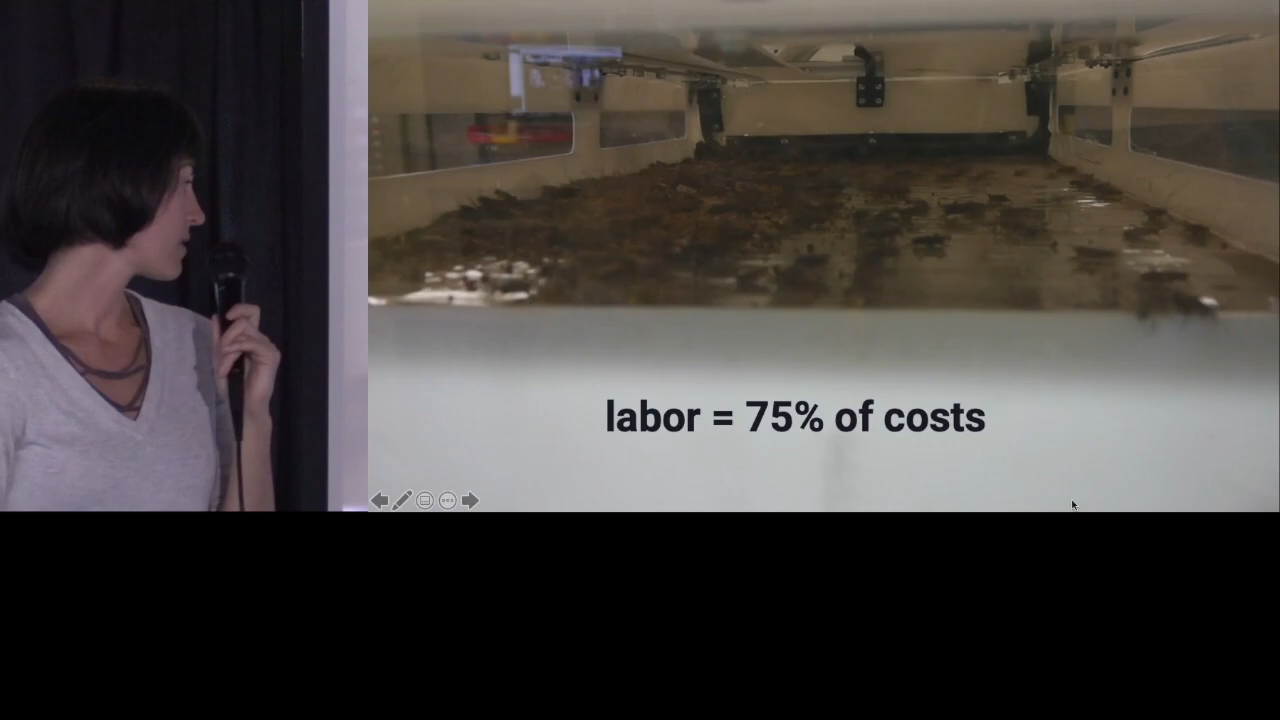 labor = 75% of costs